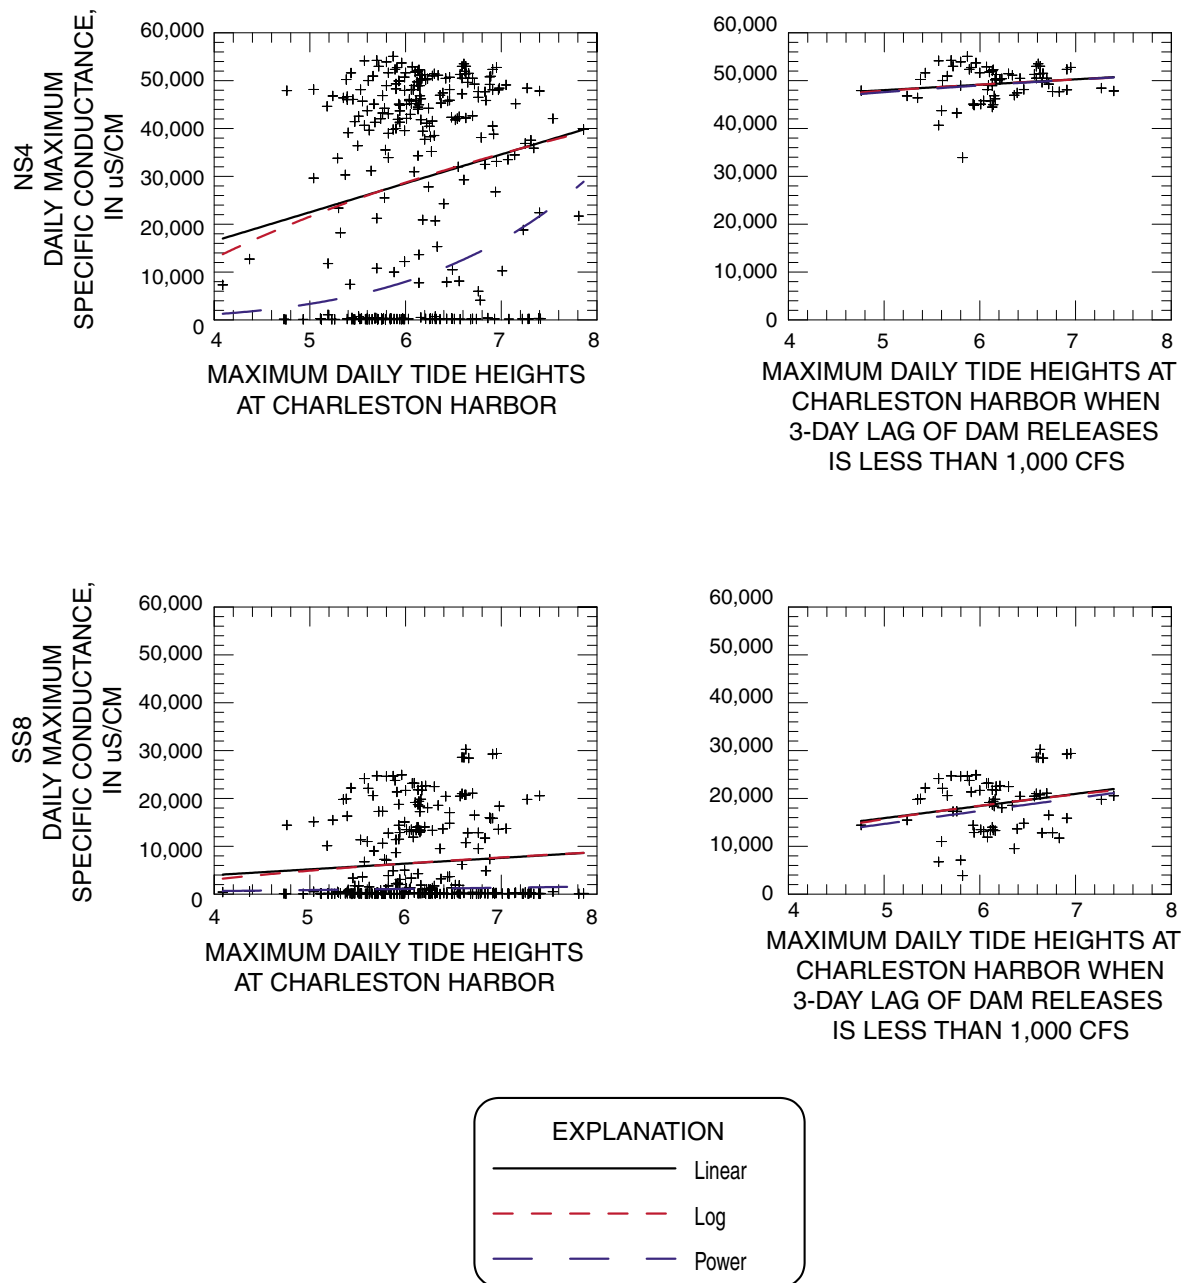 NS4
DAILY MAXIMUM
SPECIFIC CONDUCTANCE,
IN uS/CM
60,000
50,000
40,000
30,000
20,000
10,000
0
4 5 6 7 8
MAXIMUM DAILY TIDE HEIGHTS
AT CHARLESTON HARBOR
60,000
50,000
40,000
30,000
20,000
10,000
0
4 5 6 7 8
MAXIMUM DAILY TIDE HEIGHTS AT
CHARLESTON HARBOR WHEN
3-DAY LAG OF DAM RELEASES
IS LESS THAN 1,000 CFS
SS8
DAILY MAXIMUM
SPECIFIC CONDUCTANCE,
IN uS/CM
60,000
50,000
40,000
30,000
20,000
10,000
0
4 5 6 7 8
MAXIMUM DAILY TIDE HEIGHTS
AT CHARLESTON HARBOR
60,000
50,000
40,000
30,000
20,000
10,000
0
4 5 6 7 8
MAXIMUM DAILY TIDE HEIGHTS AT
CHARLESTON HARBOR WHEN
3-DAY LAG OF DAM RELEASES
IS LESS THAN 1,000 CFS
EXPLANATION
Linear
Log
Power